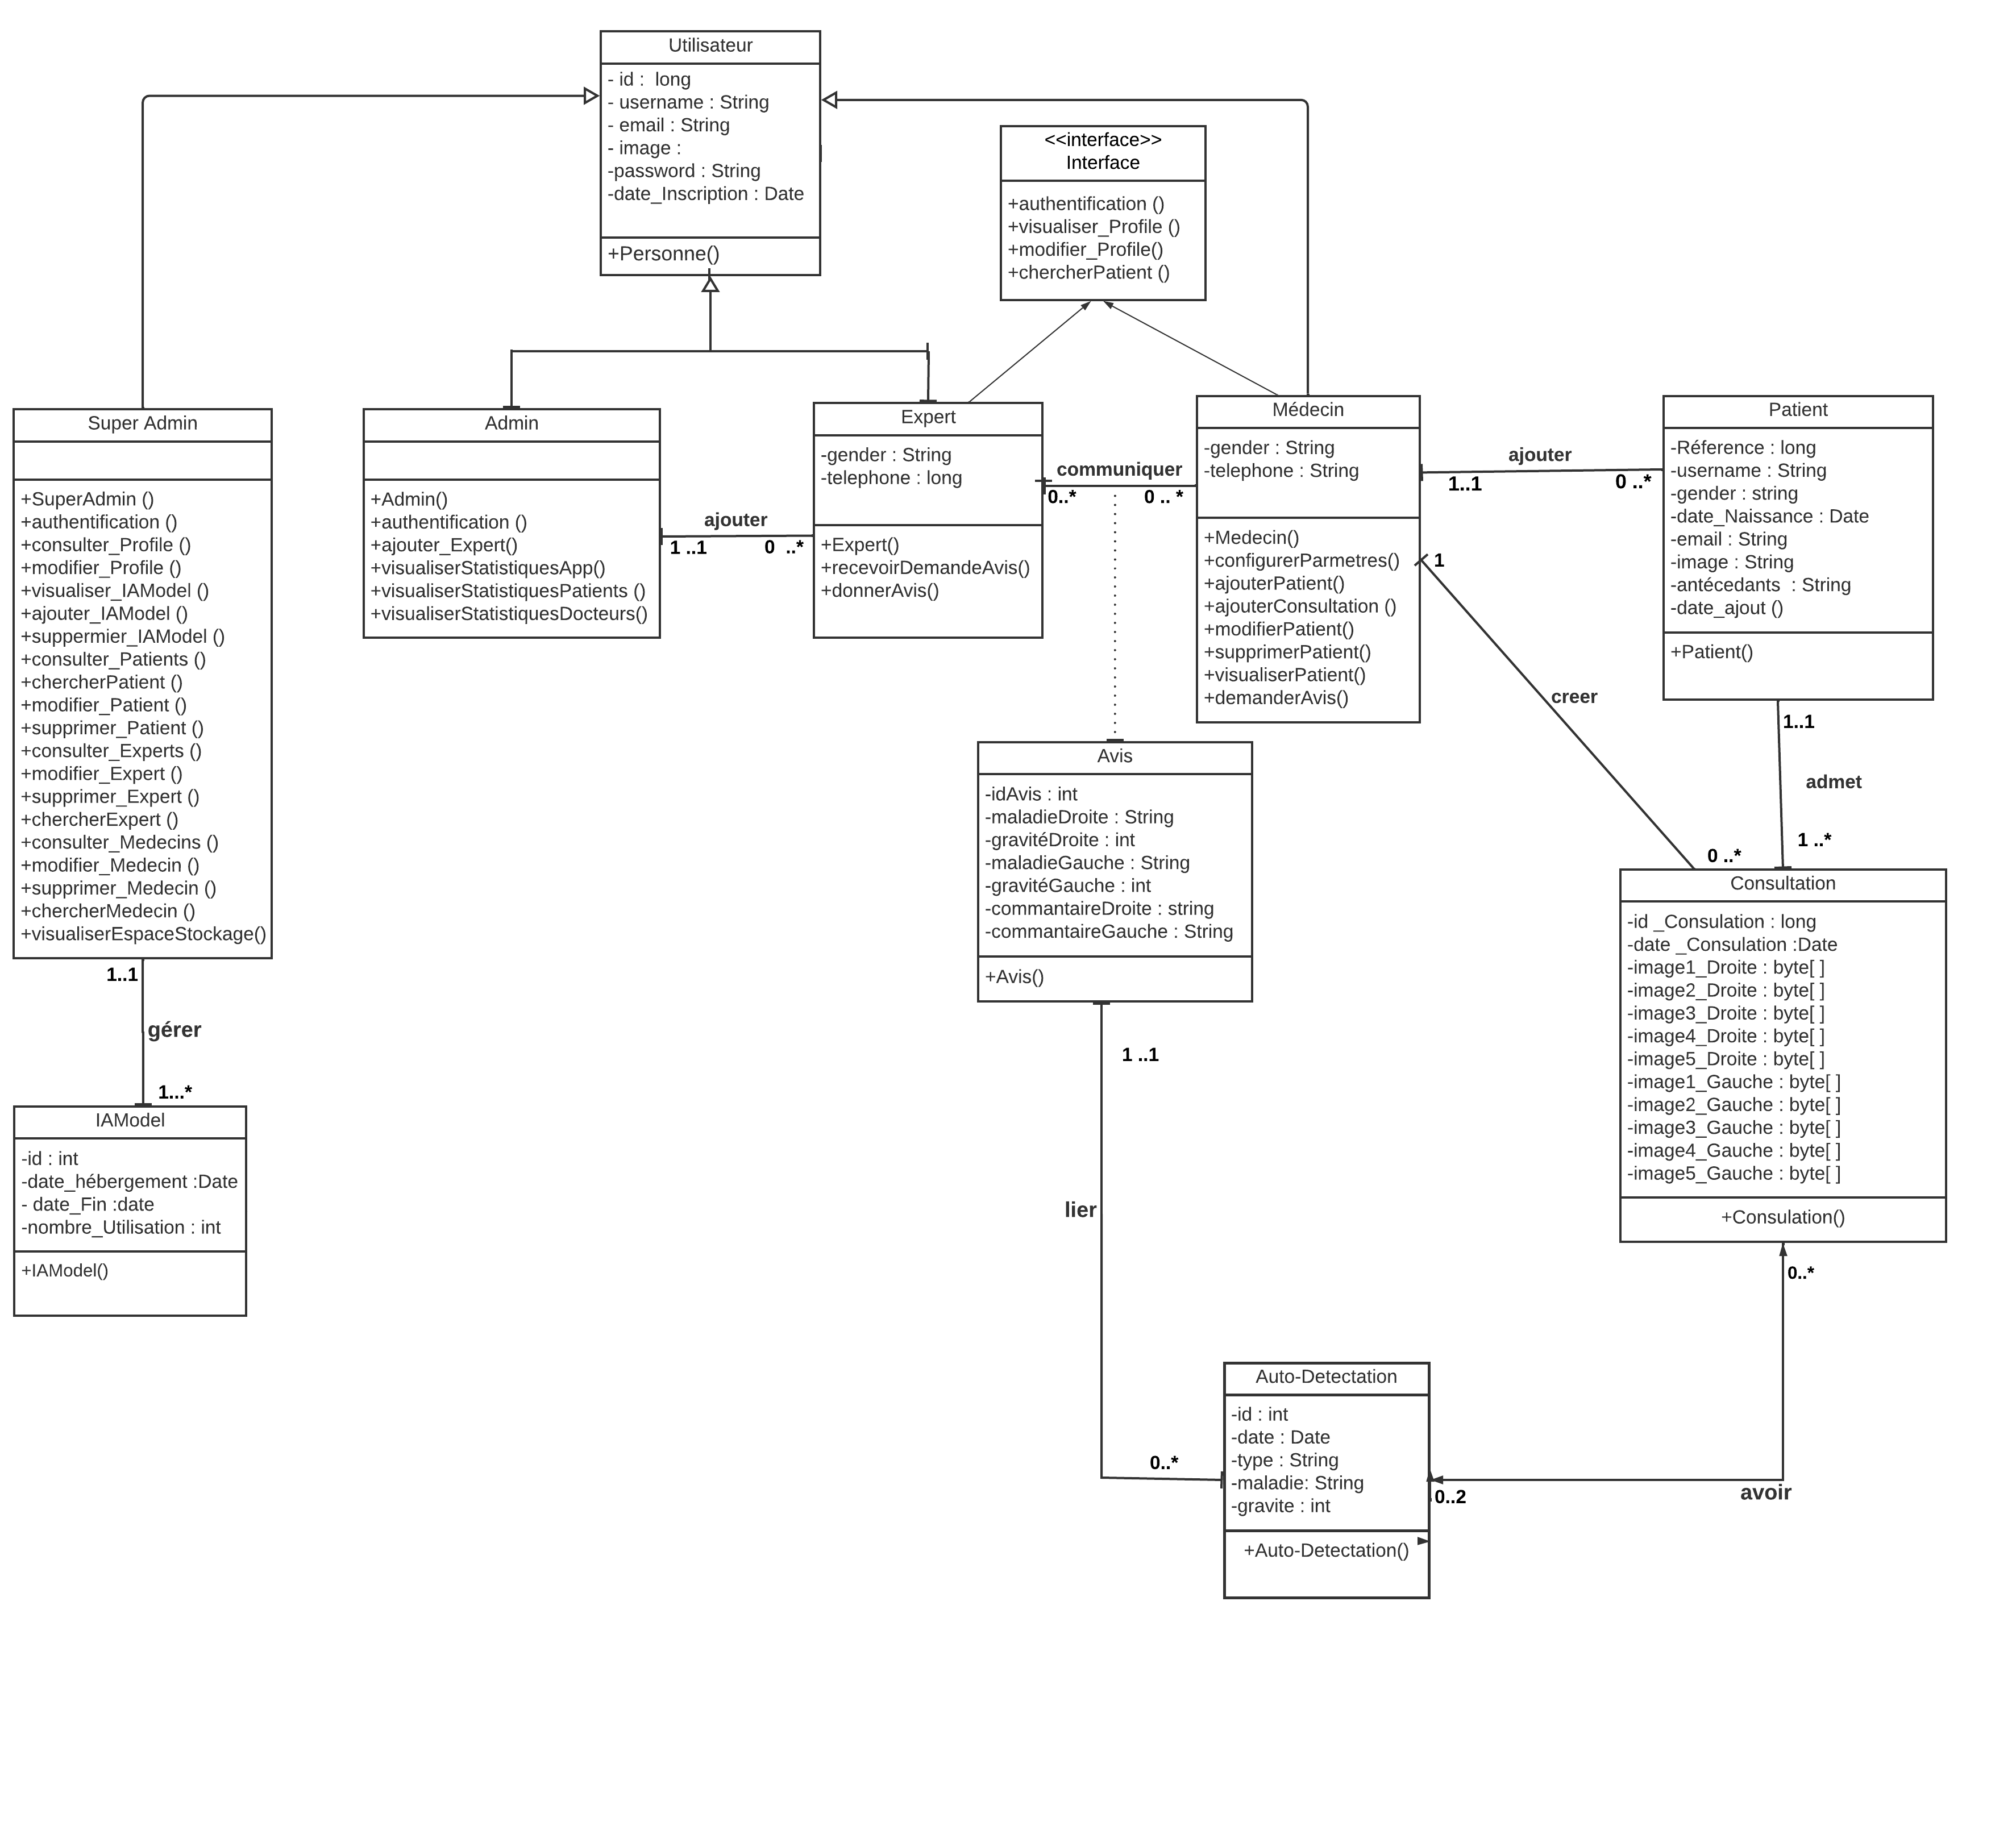 Utilisateur
- id :  long
- username : String
- email : String
- image :
-password : String
-date_Inscription : Date
+Personne()
<<interface>>
Interface
+authentification ()
+visualiser_Profile ()
+modifier_Profile()
+chercherPatient ()
Super Admin
+SuperAdmin ()
+authentification ()
+consulter_Profile ()
+modifier_Profile ()
+visualiser_IAModel ()
+ajouter_IAModel ()
+suppermier_IAModel ()
+consulter_Patients ()
+chercherPatient ()
+modifier_Patient ()
+supprimer_Patient ()
+consulter_Experts ()
+modifier_Expert ()
+supprimer_Expert ()
+chercherExpert ()
+consulter_Medecins ()
+modifier_Medecin ()
+supprimer_Medecin ()
+chercherMedecin ()
+visualiserEspaceStockage()
Admin
+Admin()
+authentification ()
+ajouter_Expert()
+visualiserStatistiquesApp()
+visualiserStatistiquesPatients ()
+visualiserStatistiquesDocteurs()
ajouter
1 ..1
0  ..*
Expert
-gender : String
-telephone : long
+Expert()
+recevoirDemandeAvis()
+donnerAvis()
communiquer
0..*
0 .. *
Médecin
-gender : String
-telephone : String
+Medecin()
+configurerParmetres()
+ajouterPatient()
+ajouterConsultation ()
+modifierPatient()
+supprimerPatient()
+visualiserPatient()
+demanderAvis()
ajouter
1..1
0 ..*
1
creer
0 ..*
Patient
-Réference : long
-username : String
-gender : string
-date_Naissance : Date
-email : String
-image : String
-antécedants  : String
-date_ajout ()
+Patient()
1..1
admet
1 ..*
Avis
-idAvis : int
-maladieDroite : String
-gravitéDroite : int
-maladieGauche : String
-gravitéGauche : int
-commantaireDroite : string
-commantaireGauche : String
+Avis()
1 ..1
lier
0..*
Consultation
-id _Consulation : long
-date _Consulation :Date
-image1_Droite : byte[ ]
-image2_Droite : byte[ ]
-image3_Droite : byte[ ]
-image4_Droite : byte[ ]
-image5_Droite : byte[ ]
-image1_Gauche : byte[ ]
-image2_Gauche : byte[ ]
-image3_Gauche : byte[ ]
-image4_Gauche : byte[ ]
-image5_Gauche : byte[ ]
+Consulation()
0..*
avoir
0..2
1..1
gérer
1...*
IAModel
-id : int
-date_hébergement :Date
- date_Fin :date
-nombre_Utilisation : int
+IAModel()
Auto-Detectation
-id : int
-date : Date
-type : String
-maladie: String
-gravite : int
+Auto-Detectation()